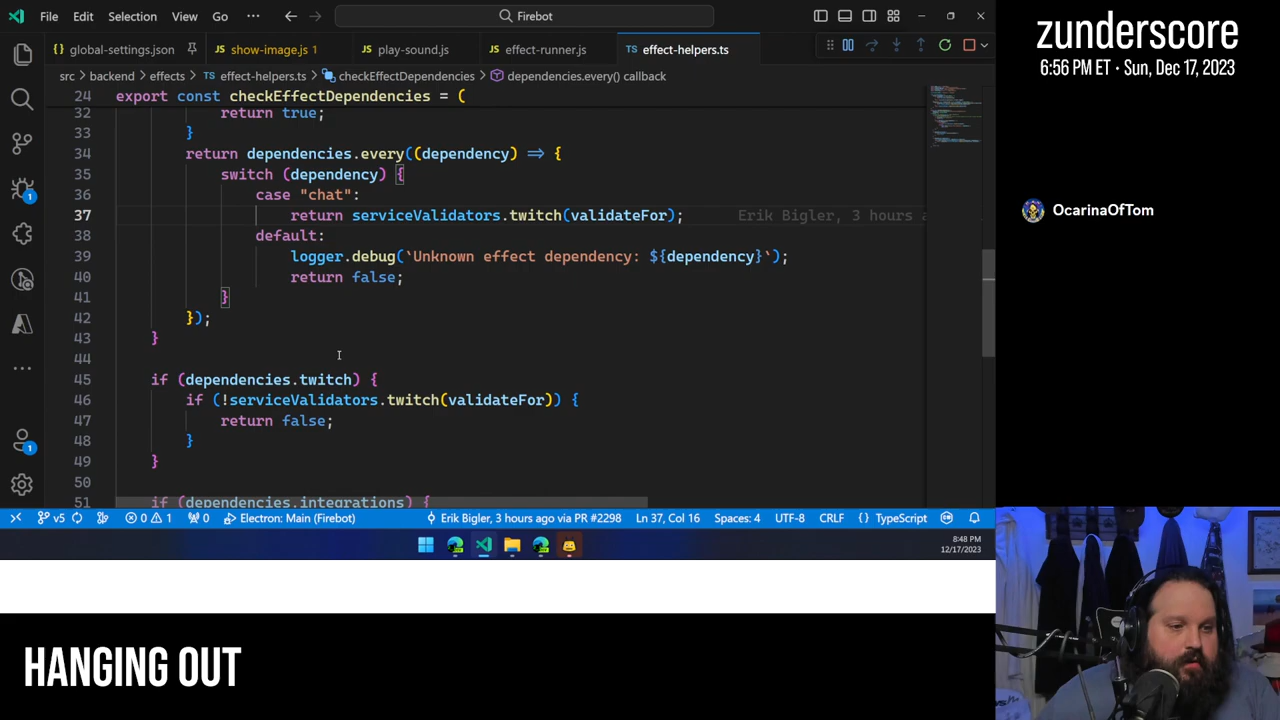 File Edit Selection View Go ··· Firebot
global-settings.json show-image.js 1 play-sound.js effect-runner.js TS effect-helpers.ts
src > backend > effects > TS effect-helpers.ts > checkEffectDependencies > dependencies.every() callback
24 export const checkEffectDependencies = (
32 return true;
33 }
34 return dependencies.every((dependency) => {
35 switch (dependency) {
36 case "chat":
37 return serviceValidators.twitch(validateFor); Erik Bigler, 3 hours a
38 default:
39 logger.debug(`Unknown effect dependency: ${dependency}`);
40 return false;
41 }
42 });
43 }
44
45 if (dependencies.twitch) {
46 if (!serviceValidators.twitch(validateFor)) {
47 return false;
48 }
49 }
50
51 if (dependencies.integrations) {
v5 0 1 0 Electron: Main (Firebot) Erik Bigler, 3 hours ago via PR #2298 Ln 37, Col 16 Spaces: 4 UTF-8 CRLF {} TypeScript
8:48 PM
12/17/2023
HANGING OUT
zunderscore
6:56 PM ET · Sun, Dec 17, 2023
OcarinaOfTom